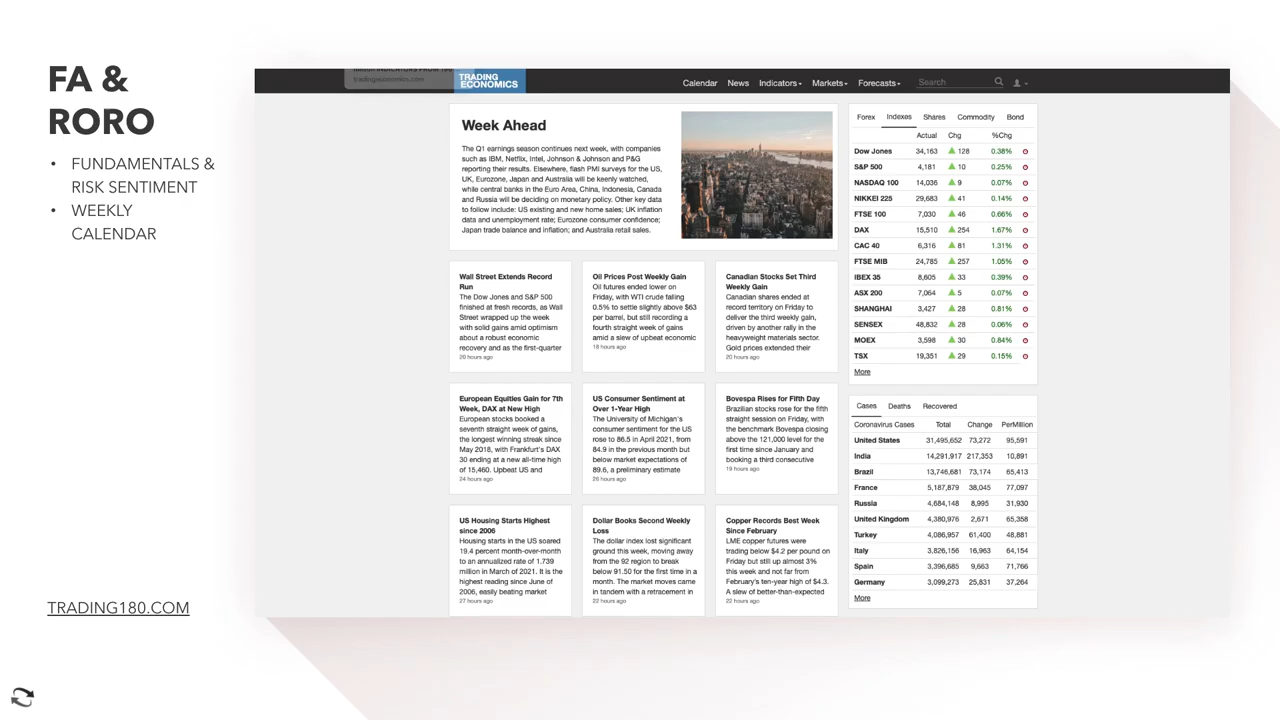 FA &
RORO
• FUNDAMENTALS &
RISK SENTIMENT
• WEEKLY
CALENDAR
TRADING180.COM
tradingeconomics.com
TRADING
ECONOMICS
Calendar News Indicators Markets Forecasts Search
Week Ahead
The Q1 earnings season continues next week, with companies
such as IBM, Netflix, Intel, Johnson & Johnson and P&G
reporting their results. Elsewhere, flash PMI surveys for the US,
UK, Eurozone, Japan and Australia will be keenly watched,
while central banks in the Euro Area, China, Indonesia, Canada
and Russia will be deciding on monetary policy. Other key data
to follow include: US existing and new home sales; UK inflation
data and unemployment rate; Eurozone consumer confidence;
Japan trade balance and inflation; and Australia retail sales.
Wall Street Extends Record
Run
The Dow Jones and S&P 500
finished at fresh records, as Wall
Street wrapped up the week
with solid gains amid optimism
about a robust economic
recovery and as the first-quarter
20 hours ago
Oil Prices Post Weekly Gain
Oil futures ended lower on
Friday, with WTI crude falling
0.5% to settle slightly above $63
per barrel, but still recording a
fourth straight week of gains
amid a slew of upbeat economic
18 hours ago
Canadian Stocks Set Third
Weekly Gain
Canadian shares ended at
record territory on Friday to
deliver the third weekly gain,
driven by another rally in the
heavyweight materials sector.
Gold prices extended their
20 hours ago
European Equities Gain for 7th
Week, DAX at New High
European stocks booked a
seventh straight week of gains,
the longest winning streak since
May 2018, with Frankfurt's DAX
30 ending at a new all-time high
of 15,460. Upbeat US and
24 hours ago
US Consumer Sentiment at
Over 1-Year High
The University of Michigan's
consumer sentiment for the US
rose to 86.5 in April 2021, from
84.9 in the previous month but
below market expectations of
89.6, a preliminary estimate
26 hours ago
Bovespa Rises for Fifth Day
Brazilian stocks rose for the fifth
straight session on Friday, with
the benchmark Bovespa closing
above the 121,000 level for the
first time since January and
booking a third consecutive
19 hours ago
US Housing Starts Highest
since 2006
Housing starts in the US soared
19.4 percent month-over-month
to an annualized rate of 1.739
million in March of 2021. It is the
highest reading since June of
2006, easily beating market
27 hours ago
Dollar Books Second Weekly
Loss
The dollar index lost significant
ground this week, moving away
from the 92 region to break
below 91.50 for the first time in a
month. The market moves came
in tandem with a retracement in
22 hours ago
Copper Records Best Week
Since February
LME copper futures were
trading below $4.2 per pound on
Friday but still up almost 3%
this week and not far from
February's ten-year high of $4.3.
A slew of better-than-expected
22 hours ago
Forex Indexes Shares Commodity Bond
Actual Chg %Chg
Dow Jones 34,163 128 0.38%
S&P 500 4,181 10 0.25%
NASDAQ 100 14,036 9 0.07%
NIKKEI 225 29,683 41 0.14%
FTSE 100 7,030 46 0.66%
DAX 15,510 254 1.67%
CAC 40 6,316 81 1.31%
FTSE MIB 24,785 257 1.05%
IBEX 35 8,605 33 0.39%
ASX 200 7,064 5 0.07%
SHANGHAI 3,427 28 0.81%
SENSEX 48,832 28 0.06%
MOEX 3,598 30 0.84%
TSX 19,351 29 0.15%
More
Cases Deaths Recovered
Coronavirus Cases Total Change PerMillion
United States 31,495,652 73,272 95,591
India 14,291,917 217,353 10,891
Brazil 13,746,681 73,174 65,413
France 5,187,879 38,045 77,097
Russia 4,684,148 8,995 31,930
United Kingdom 4,380,976 2,671 65,358
Turkey 4,086,957 61,400 48,881
Italy 3,826,156 16,963 64,154
Spain 3,396,685 9,663 71,766
Germany 3,099,273 25,831 37,264
More